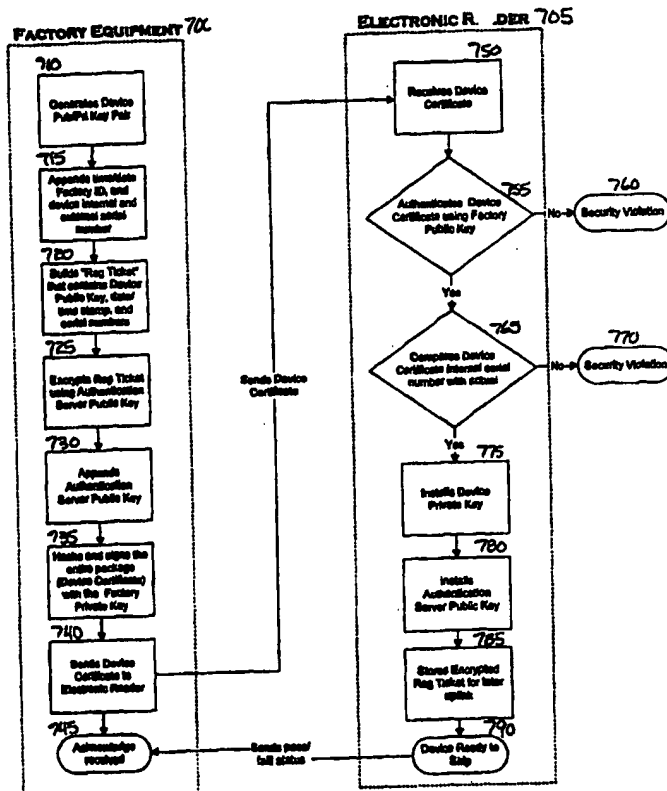 FACTORY EQUIPMENT 700
710
Generates Device
Pub/Pri Key Pair
715
Appends time/date
Factory ID, and
device internal and
external serial
number
720
Builds "Reg Ticket"
that contains Device
Public Key, date/
time stamp, and
serial numbers
725
Encrypts Reg Ticket
using Authentication
Server Public Key
730
Appends
Authentication
Server Public Key
735
Hashs and signs the
entire package
(Device Certificate)
with the Factory
Private Key
740
Sends Device
Certificate to
Electronic Reader
745
Acknowledge
received
Sends Device
Certificate
Sends pass/
fail status
ELECTRONIC R DER 705
750
Receives Device
Certificate
755
Authenticates Device
Certificate using Factory
Public Key
No
760
Security Violation
Yes
765
Compares Device
Certificate internal serial
number with actual
No
770
Security Violation
Yes
775
Installs Device
Private Key
780
Installs
Authentication
Server Public Key
785
Stores Encrypted
Reg Ticket for later
uplink
790
Device Ready to
Ship